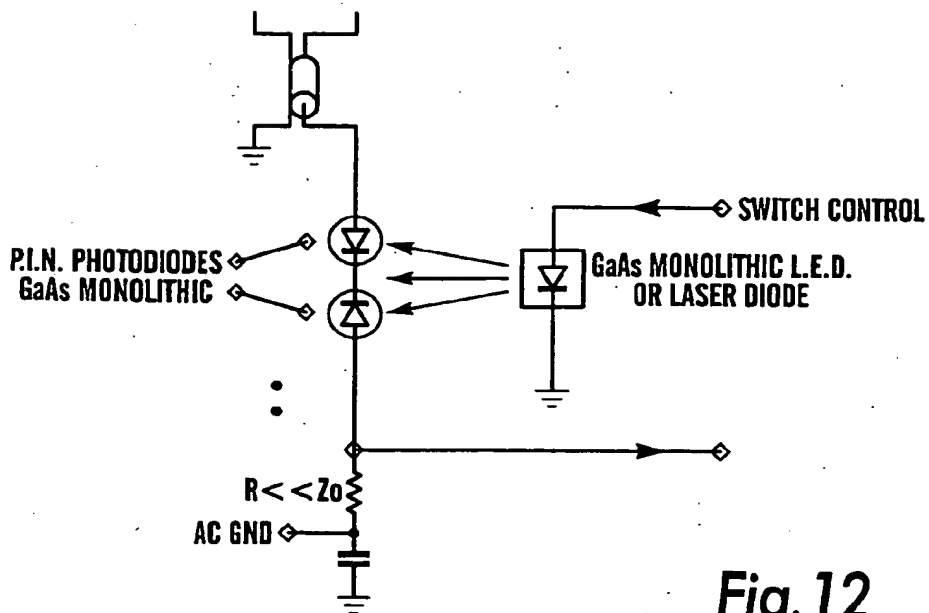 SWITCH CONTROL
P.I.N. PHOTODIODES
GaAs MONOLITHIC
GaAs MONOLITHIC L.E.D.
OR LASER DIODE
R<<Zo
AC GND
Fig. 12